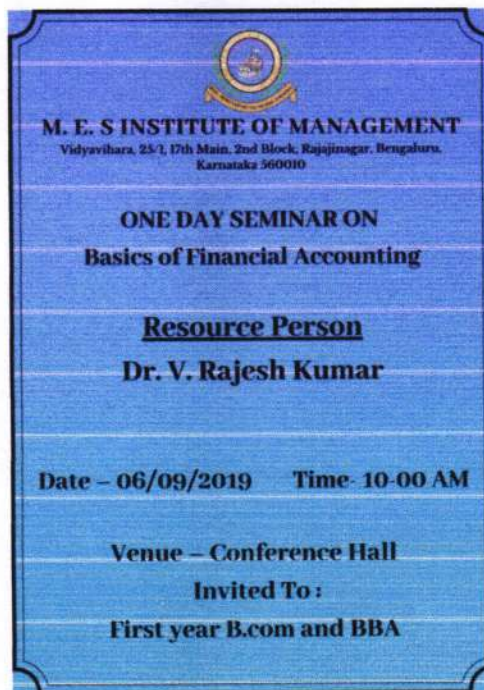 M. E. S INSTITUTE OF MANAGEMENT
Vidyavihara, 25/1, 17th Main, 2nd Block, Rajajinagar, Bengaluru,
Karnataka 560010
ONE DAY SEMINAR ON
Basics of Financial Accounting
Resource Person
Dr. V. Rajesh Kumar
Date – 06/09/2019 Time- 10-00 AM
Venue – Conference Hall
Invited To :
First year B.com and BBA